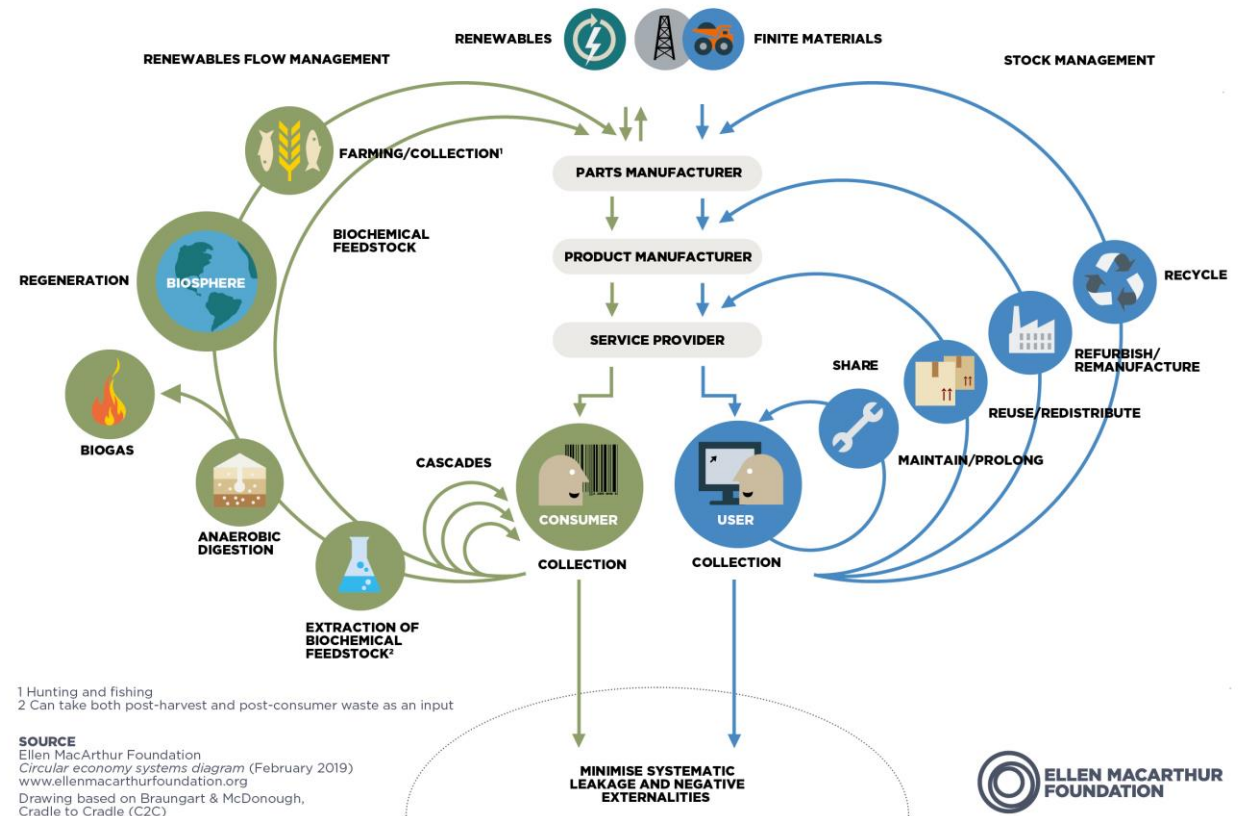 RENEWABLES
FINITE MATERIALS
RENEWABLES FLOW MANAGEMENT
STOCK MANAGEMENT
FARMING/COLLECTION¹
PARTS MANUFACTURER
BIOCHEMICAL
FEEDSTOCK
PRODUCT MANUFACTURER
REGENERATION
BIOSPHERE
RECYCLE
SERVICE PROVIDER
SHARE
REFURBISH/
REMANUFACTURE
REUSE/REDISTRIBUTE
BIOGAS
CASCADES
MAINTAIN/PROLONG
CONSUMER
USER
ANAEROBIC
DIGESTION
COLLECTION
COLLECTION
EXTRACTION OF
BIOCHEMICAL
FEEDSTOCK²
1 Hunting and fishing
2 Can take both post-harvest and post-consumer waste as an input
SOURCE
Ellen MacArthur Foundation
Circular economy systems diagram (February 2019)
www.ellenmacarthurfoundation.org
Drawing based on Braungart & McDonough,
Cradle to Cradle (C2C)
MINIMISE SYSTEMATIC
LEAKAGE AND NEGATIVE
EXTERNALITIES
ELLEN MACARTHUR
FOUNDATION